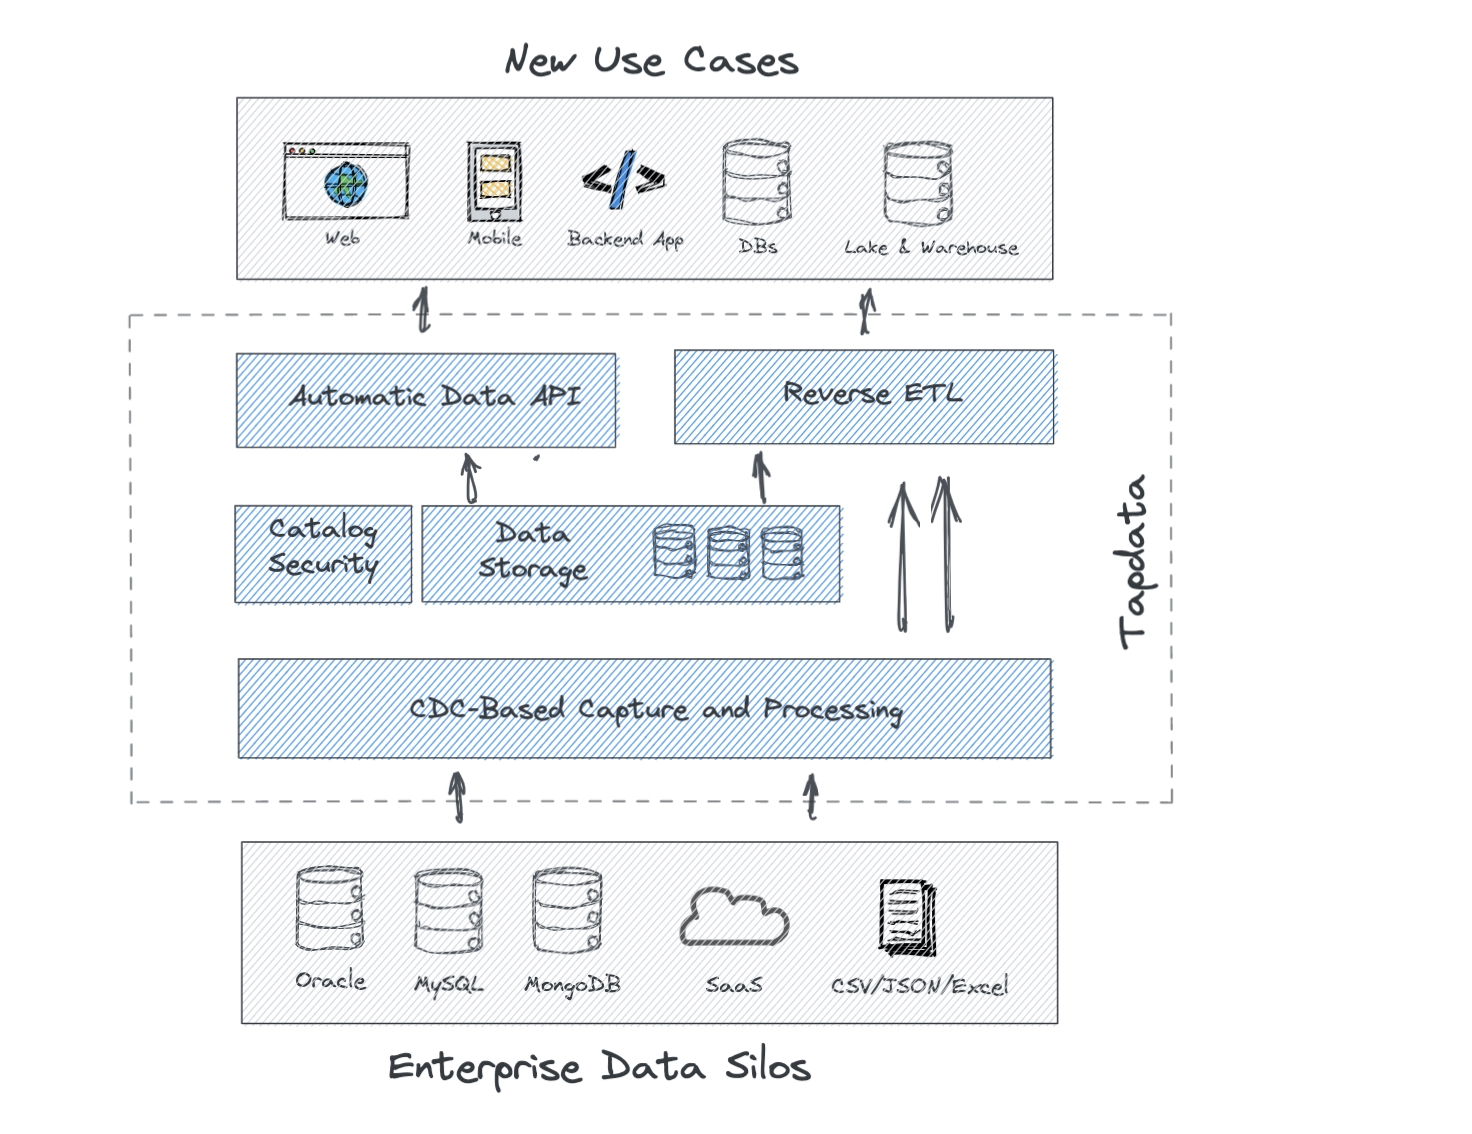 New Use Cases
Web
Mobile
Backend App
DBs
Lake & Warehouse
Automatic Data API
Reverse ETL
Catalog
Security
Data
Storage
Tapdata
CDC-Based Capture and Processing
Oracle
MySQL
MongoDB
SaaS
CSV/JSON/Excel
Enterprise Data Silos